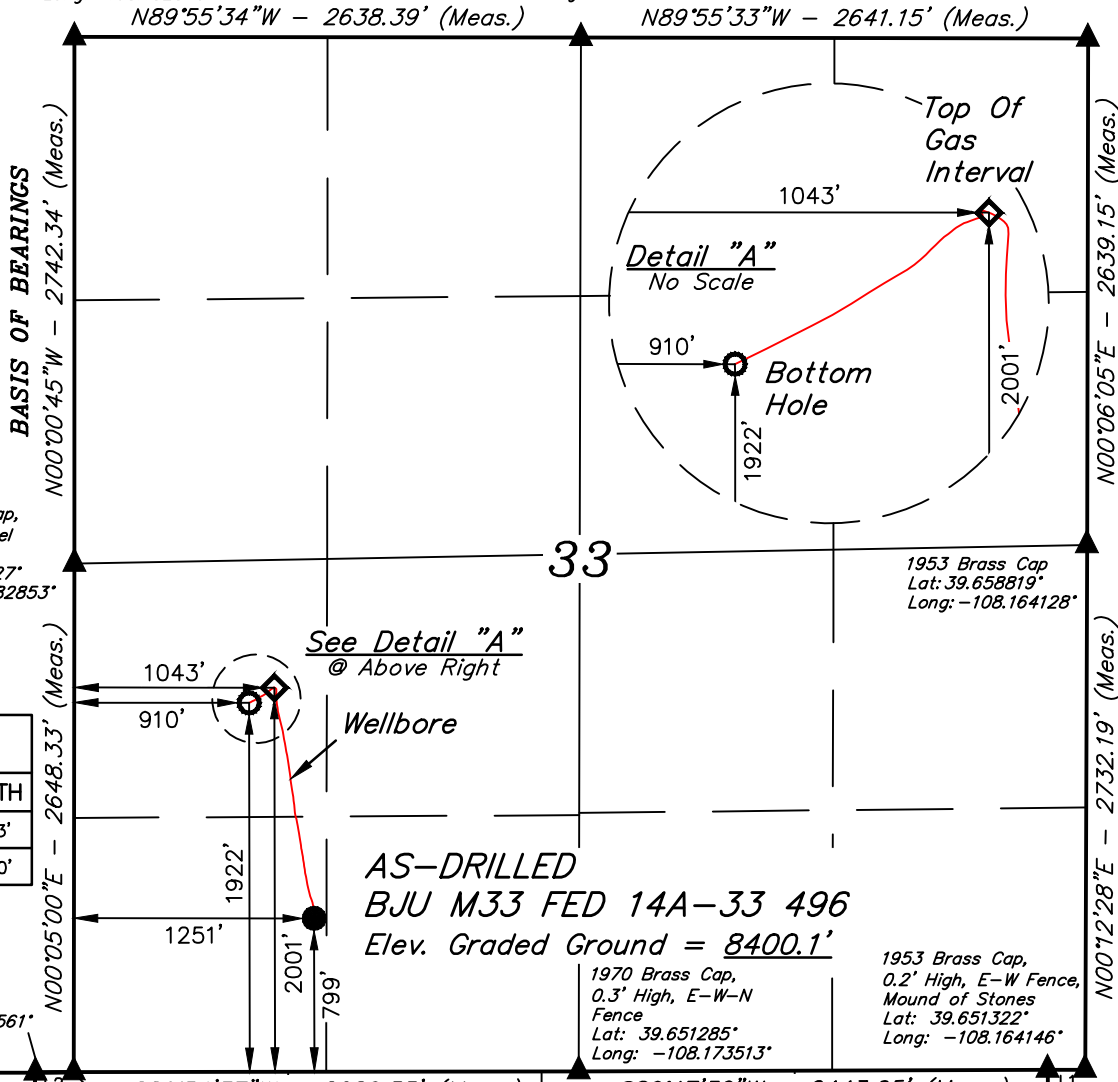 N89°55'34"W - 2638.39' (Meas.)
N89°55'33"W - 2641.15' (Meas.)
BASIS OF BEARINGS
N00°00'45"W - 2742.34' (Meas.)
Top Of
Gas
Interval
1043'
Detail "A"
No Scale
910'
Bottom
Hole
1922'
2001'
N00°06'05"E - 2639.15' (Meas.)
33
27°
32853°
1953 Brass Cap
Lat: 39.658819°
Long: -108.164128°
See Detail "A"
@ Above Right
1043'
910'
Wellbore
N00°05'00"E - 2648.33' (Meas.)
N00°12'28"E - 2732.19' (Meas.)
TH
3'
0'
1922'
2001'
799'
1251'
AS-DRILLED
BJU M33 FED 14A-33 496
Elev. Graded Ground = 8400.1'
1970 Brass Cap,
0.3' High, E-W-N
Fence
Lat: 39.651285°
Long: -108.173513°
1953 Brass Cap,
0.2' High, E-W Fence,
Mound of Stones
Lat: 39.651322°
Long: -108.164146°
561°